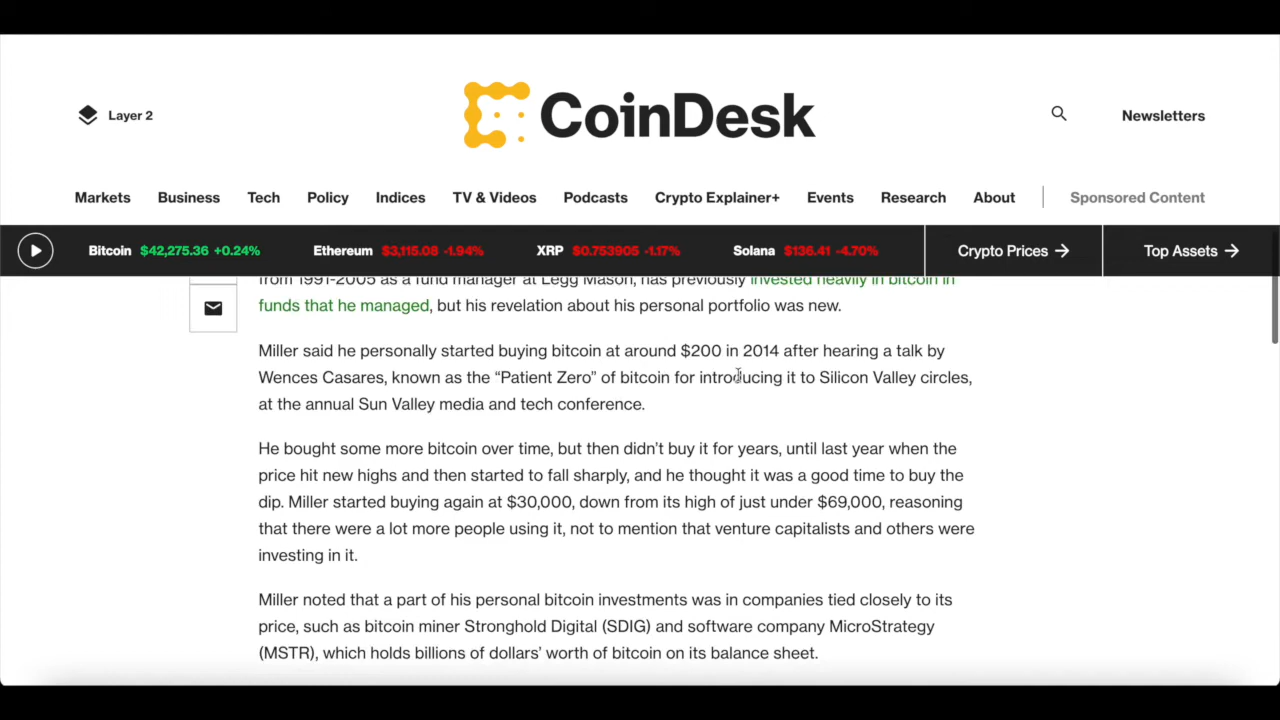 Layer 2
CoinDesk
Newsletters
Markets Business Tech Policy Indices TV & Videos Podcasts Crypto Explainer+ Events Research About Sponsored Content
Bitcoin $42,275.36 +0.24% Ethereum $3,115.08 -1.94% XRP $0.753905 -1.17% Solana $136.41 -4.70% Crypto Prices → Top Assets →
from 1991-2005 as a fund manager at Legg Mason, has previously invested heavily in bitcoin in
funds that he managed, but his revelation about his personal portfolio was new.
Miller said he personally started buying bitcoin at around $200 in 2014 after hearing a talk by
Wences Casares, known as the “Patient Zero” of bitcoin for introducing it to Silicon Valley circles,
at the annual Sun Valley media and tech conference.
He bought some more bitcoin over time, but then didn’t buy it for years, until last year when the
price hit new highs and then started to fall sharply, and he thought it was a good time to buy the
dip. Miller started buying again at $30,000, down from its high of just under $69,000, reasoning
that there were a lot more people using it, not to mention that venture capitalists and others were
investing in it.
Miller noted that a part of his personal bitcoin investments was in companies tied closely to its
price, such as bitcoin miner Stronghold Digital (SDIG) and software company MicroStrategy
(MSTR), which holds billions of dollars’ worth of bitcoin on its balance sheet.